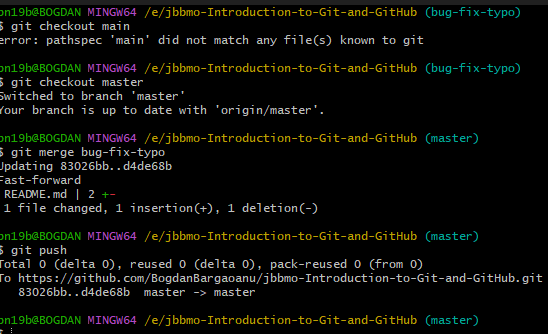 bn19b@BOGDAN MINGW64 /e/jbbmo-Introduction-to-Git-and-GitHub (bug-fix-typo)
$ git checkout main
error: pathspec 'main' did not match any file(s) known to git
bn19b@BOGDAN MINGW64 /e/jbbmo-Introduction-to-Git-and-GitHub (bug-fix-typo)
$ git checkout master
Switched to branch 'master'
Your branch is up to date with 'origin/master'.
bn19b@BOGDAN MINGW64 /e/jbbmo-Introduction-to-Git-and-GitHub (master)
$ git merge bug-fix-typo
Updating 83026bb..d4de68b
Fast-forward
README.md | 2 +-
1 file changed, 1 insertion(+), 1 deletion(-)
bn19b@BOGDAN MINGW64 /e/jbbmo-Introduction-to-Git-and-GitHub (master)
$ git push
Total 0 (delta 0), reused 0 (delta 0), pack-reused 0 (from 0)
To https://github.com/BogdanBargaoanu/jbbmo-Introduction-to-Git-and-GitHub.git
83026bb..d4de68b master -> master
bn19b@BOGDAN MINGW64 /e/jbbmo-Introduction-to-Git-and-GitHub (master)
$